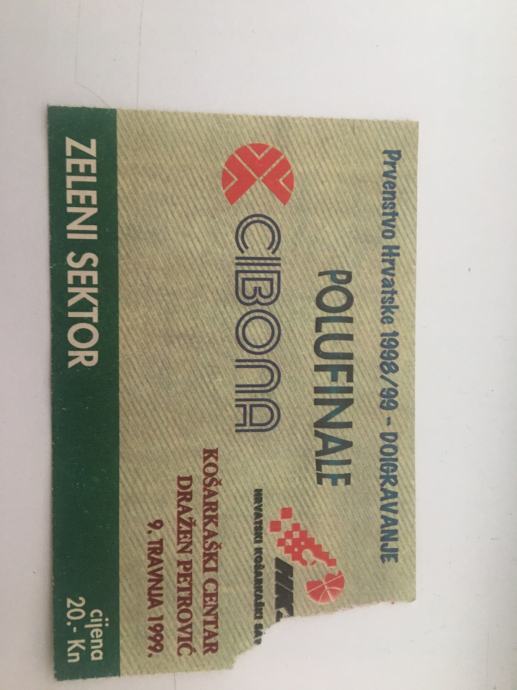 Prvenstvo Hrvatske 1998/99 - DOIGRAVANJE
POLUFINALE
CIBONA
HRVATSKI KOŠARKAŠKI
KOŠARKAŠKI CENTAR
DRAŽEN PETROVIĆ
9. TRAVNJA 1999.
ZELENI SEKTOR
cijena
20.- Kn